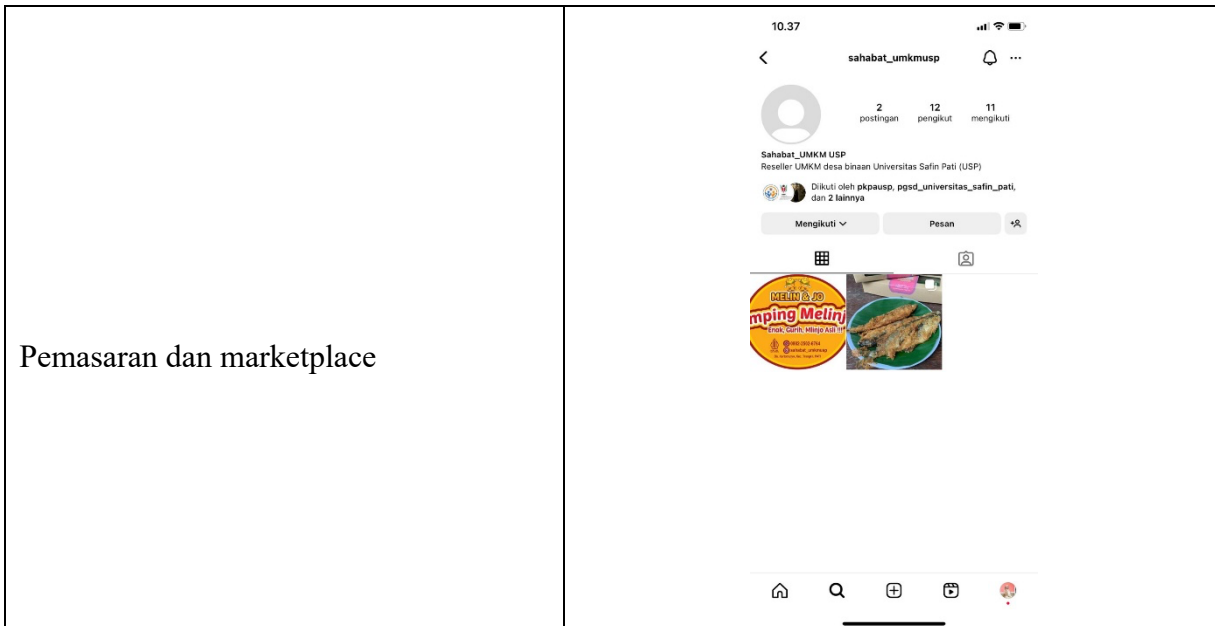 Pemasaran dan marketplace
10.37
sahabat_umkmusp
2 12 11
postingan pengikut mengikuti
Sahabat_UMKM USP
Reseller UMKM desa binaan Universitas Safin Pati (USP)
Diikuti oleh pkpausp, pgsd_universitas_safin_pati,
dan 2 lainnya
Mengikuti Pesan
MELIN & JO
mping Melinj
Enak, Gurih, Mlinjo Asli !!!
sahabat_umkmusp